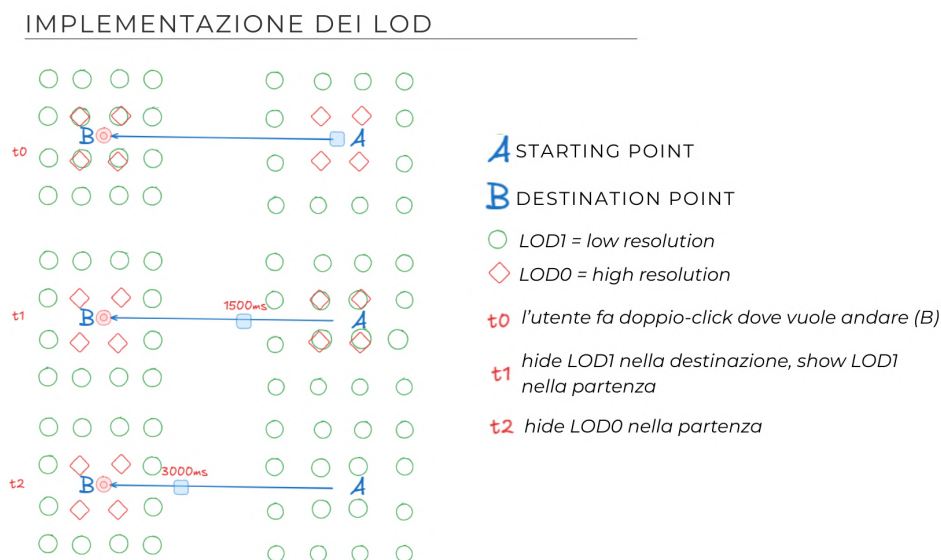 IMPLEMENTAZIONE DEI LOD
B
A
t0
1500ms
t1
B
A
3000ms
t2
B
A
A STARTING POINT
B DESTINATION POINT
LOD1 = low resolution
LOD0 = high resolution
t0 l'utente fa doppio-click dove vuole andare (B)
t1 hide LOD1 nella destinazione, show LOD1
nella partenza
t2 hide LOD0 nella partenza